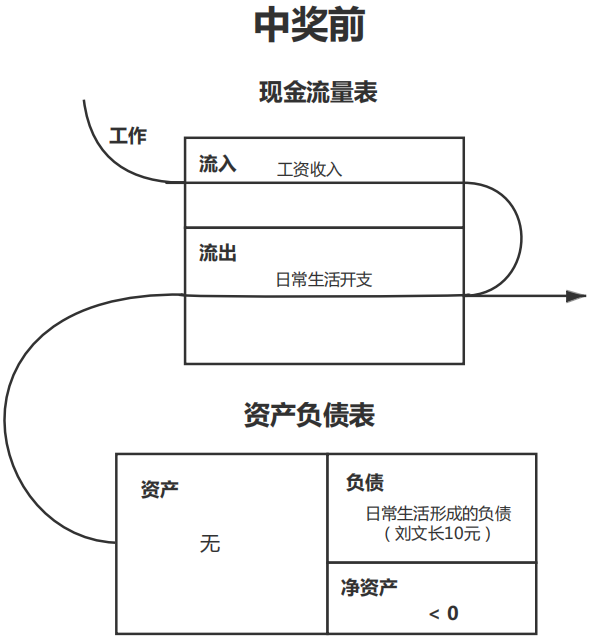 中奖前
现金流量表
工作
流入
工资收入
流出
日常生活开支
资产负债表
资产
无
负债
日常生活形成的负债
(刘文长10元)
净资产
< 0